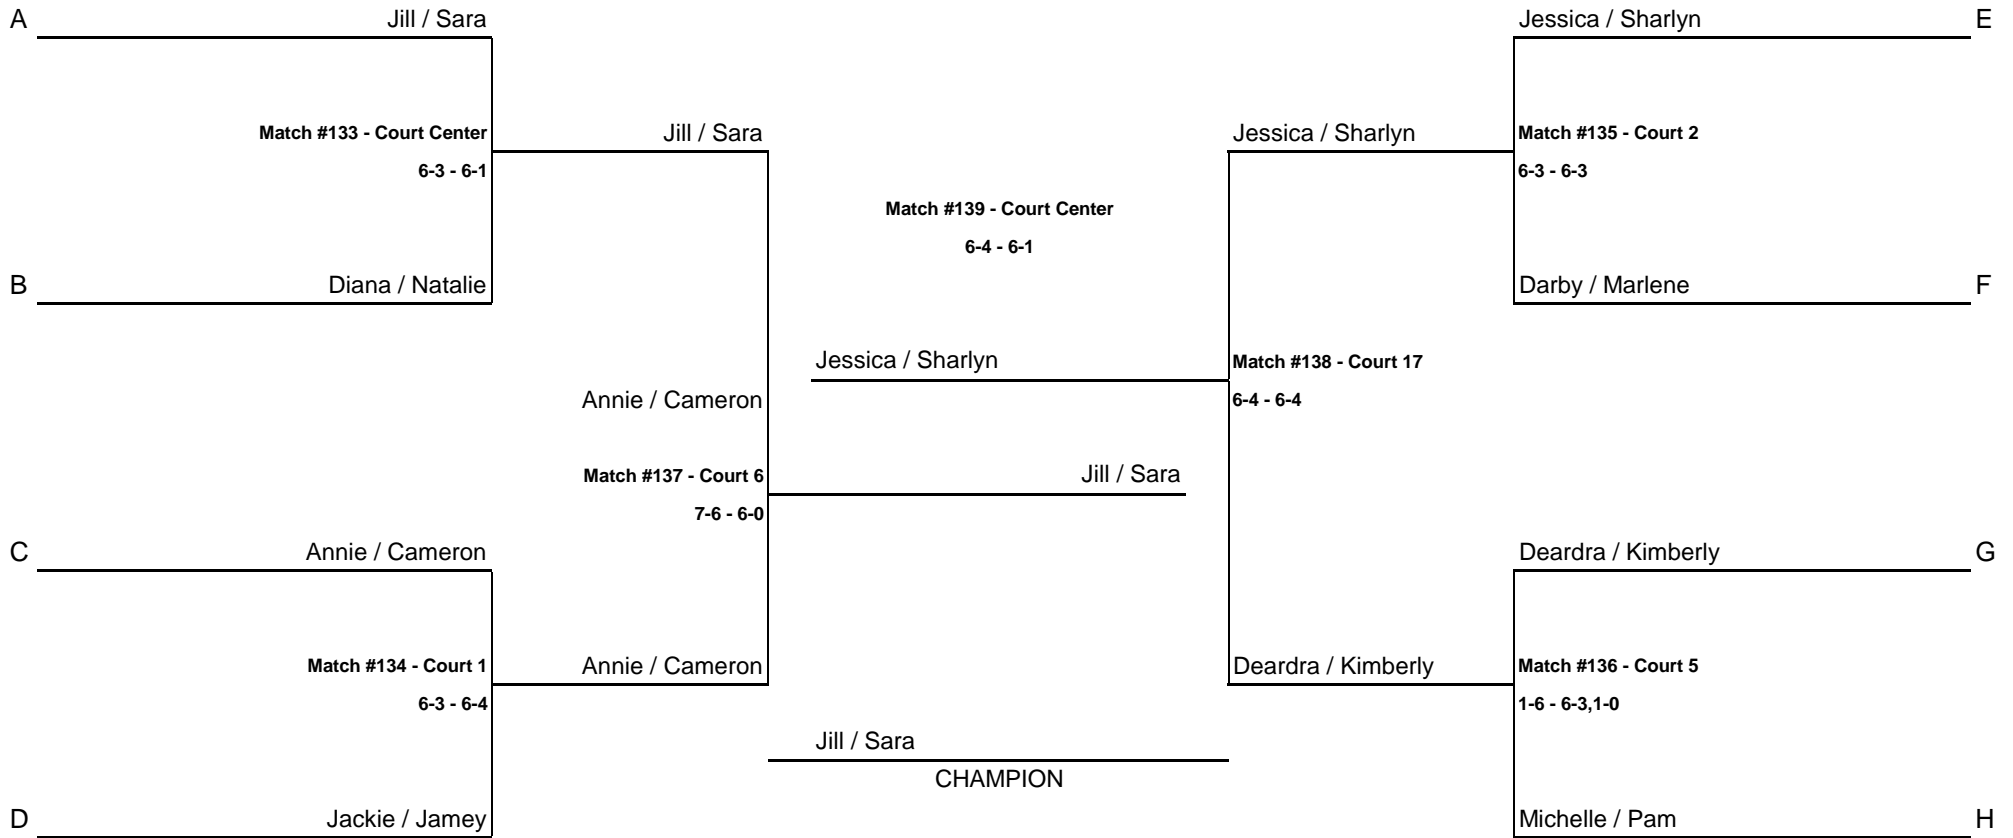 A
Jill / Sara
Jessica / Sharlyn
E
Match #133 - Court Center
Jill / Sara
Jessica / Sharlyn
Match #135 - Court 2
6-3 - 6-1
6-3 - 6-3
Match #139 - Court Center
6-4 - 6-1
B
Diana / Natalie
Darby / Marlene
F
Jessica / Sharlyn
Match #138 - Court 17
Annie / Cameron
6-4 - 6-4
Match #137 - Court 6
Jill / Sara
7-6 - 6-0
C
Annie / Cameron
Deardra / Kimberly
G
Match #134 - Court 1
Annie / Cameron
Deardra / Kimberly
Match #136 - Court 5
6-3 - 6-4
1-6 - 6-3,1-0
Jill / Sara
CHAMPION
D
Jackie / Jamey
Michelle / Pam
H